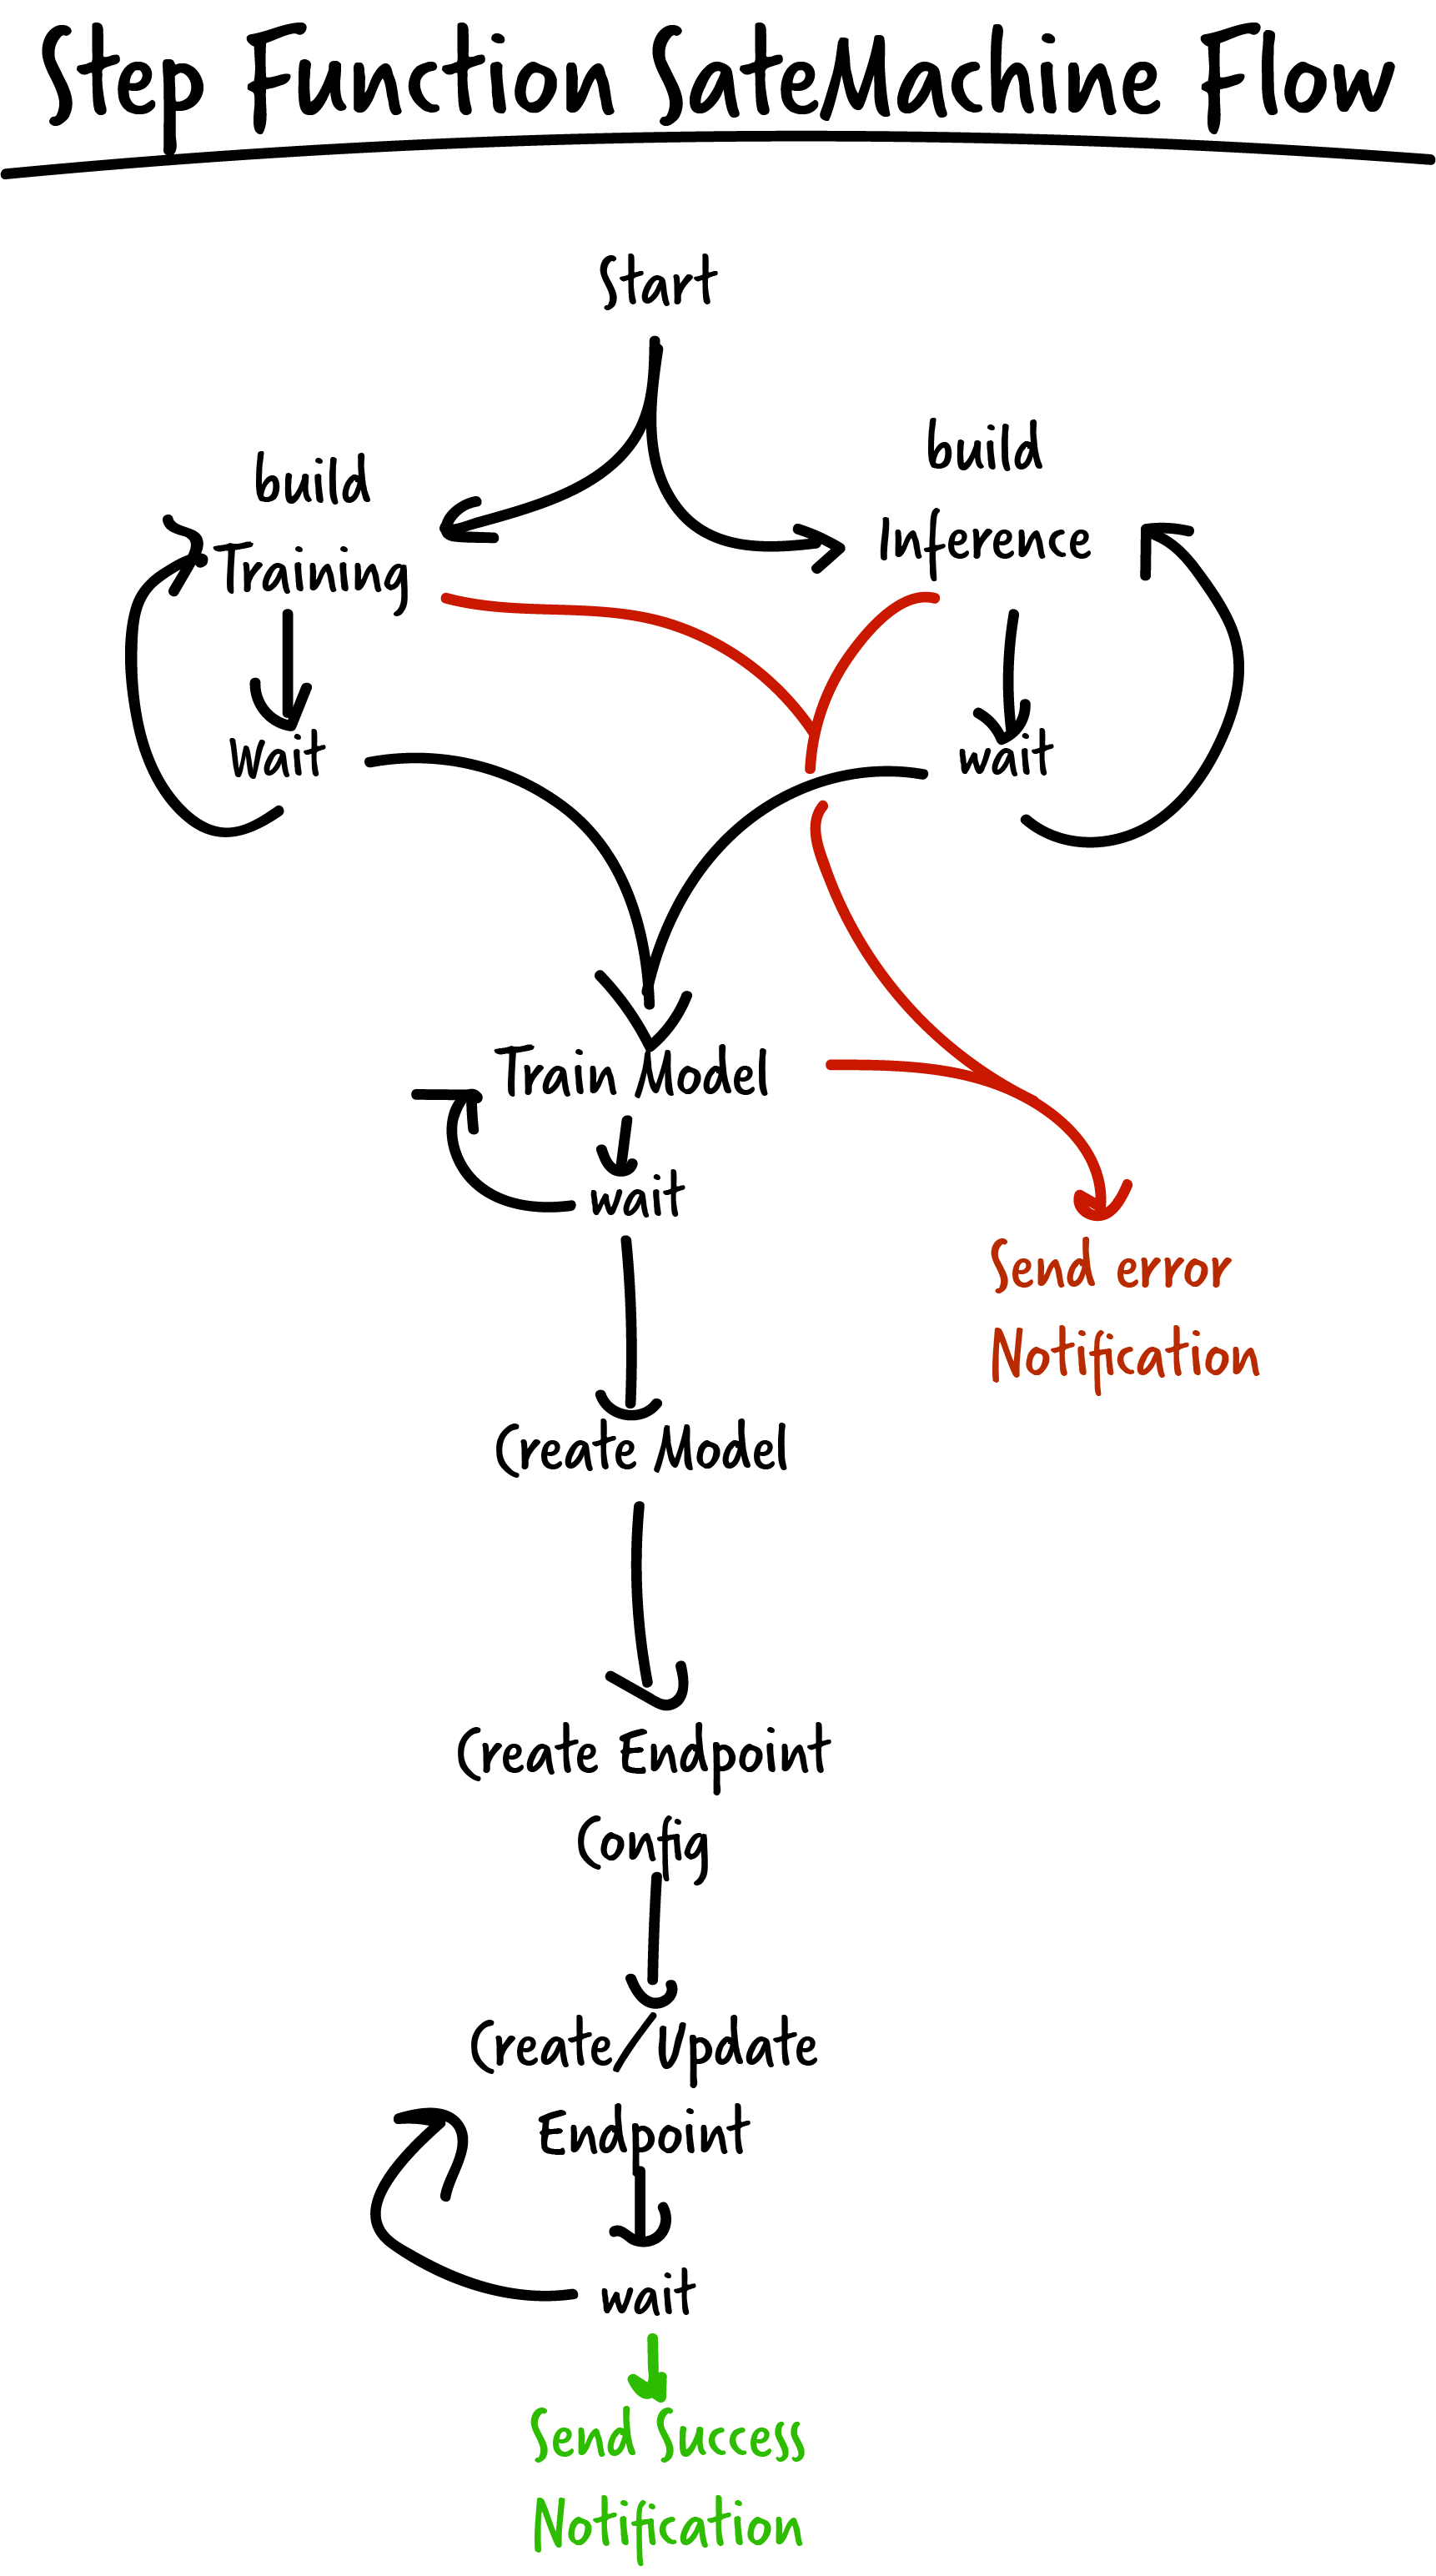 Step Function SateMachine Flow
Start
build
Training
build
Inference
Wait
wait
Train Model
wait
Send error
Notification
Create Model
Create Endpoint
Config
Create/Update
Endpoint
wait
Send Success
Notification